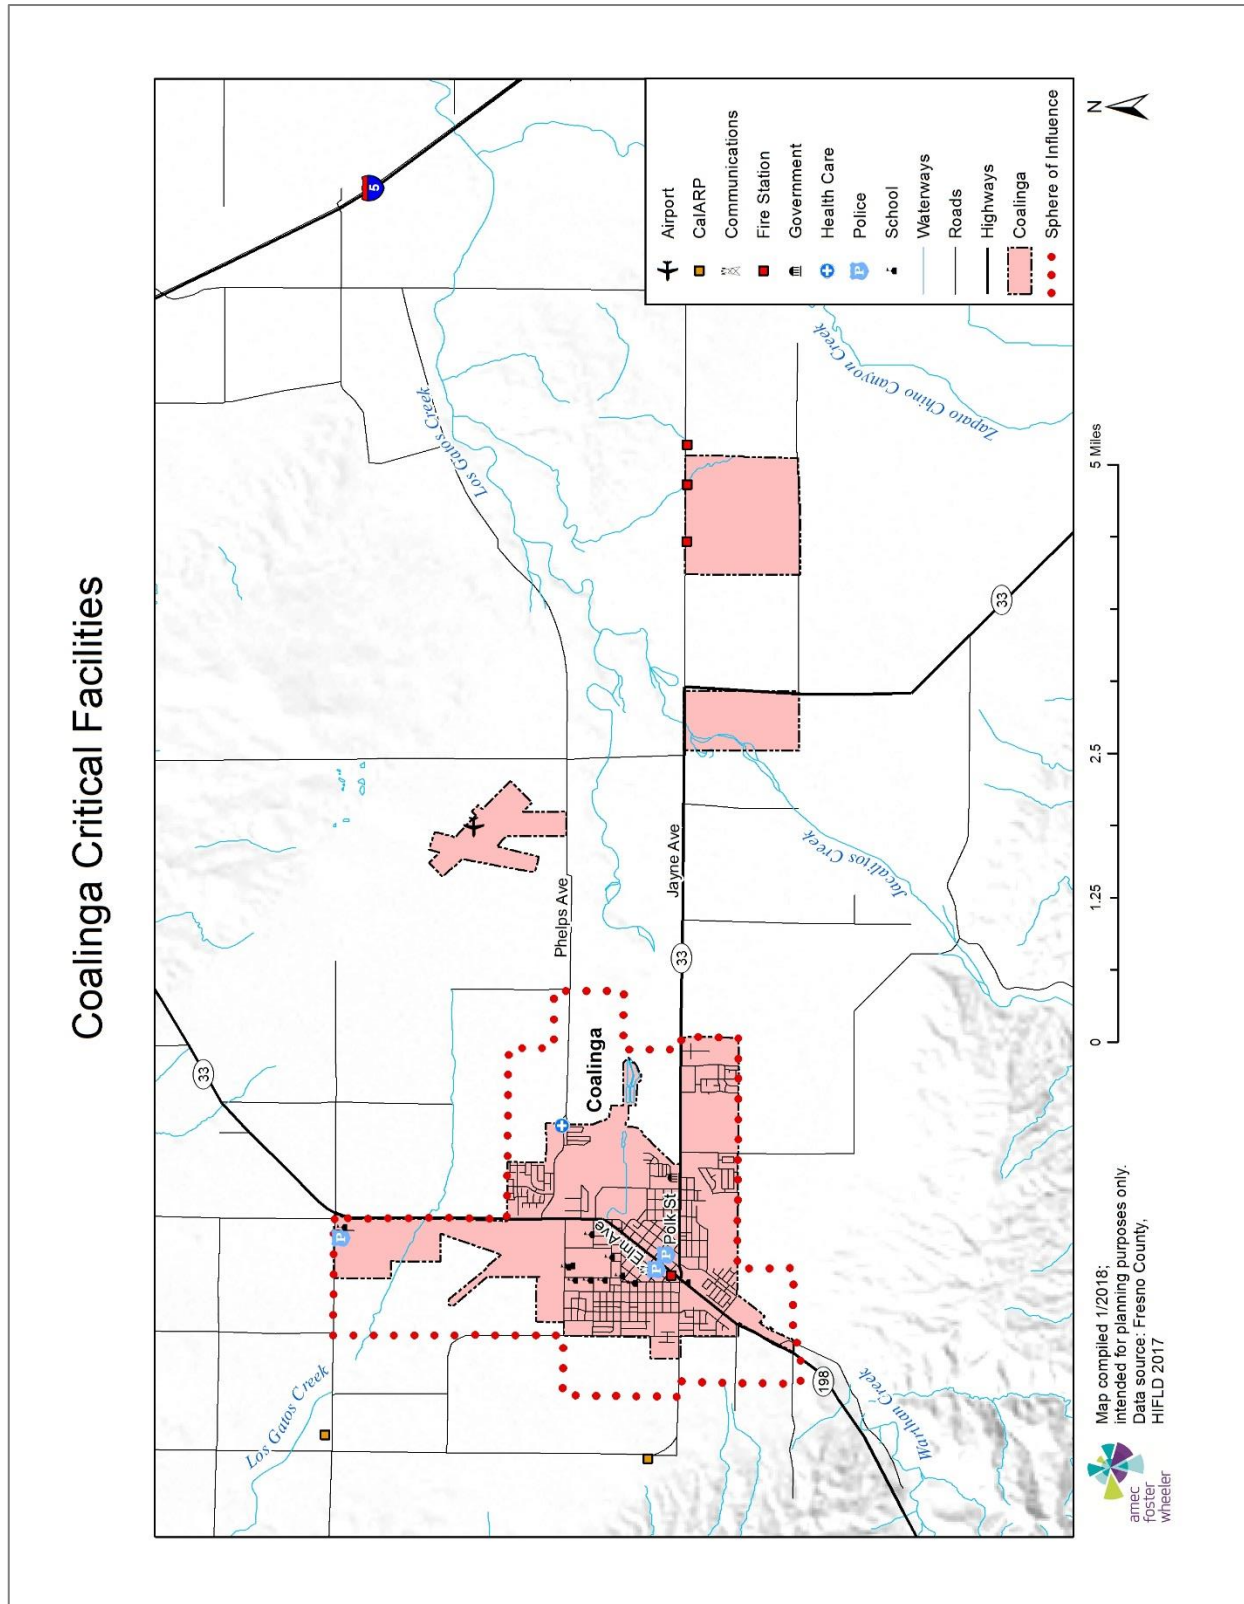 Coalinga Critical Facilities
5
33
Los Gatos Creek
Phelps Ave
Coalinga
Los Gatos Creek
Elm Ave
Polk St
P
P
P
33
Jayne Ave
33
Jacalitos Creek
Zapato Chino Canyon Creek
198
Warthan Creek
Airport
CalARP
Communications
Fire Station
Government
Health Care
P
Police
School
Waterways
Roads
Highways
Coalinga
Sphere of Influence
N
0
1.25
2.5
5 Miles
amec
foster
wheeler
Map compiled 1/2018;
intended for planning purposes only.
Data source: Fresno County,
HIFLD 2017